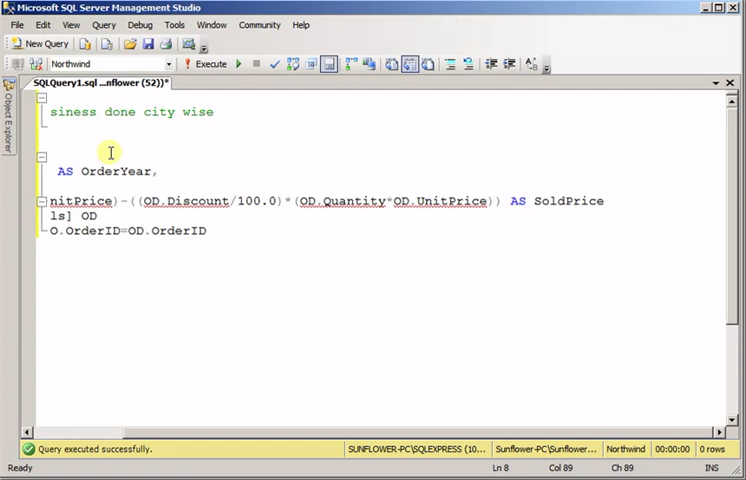 Microsoft SQL Server Management Studio
File Edit View Query Debug Tools Window Community Help
New Query
Northwind Execute
SQLQuery1.sql ...nflower (52))*
Object Explorer
siness done city wise
AS OrderYear,
nitPrice)-((OD.Discount/100.0)*(OD.Quantity*OD.UnitPrice)) AS SoldPrice
ls] OD
O.OrderID=OD.OrderID
Query executed successfully. SUNFLOWER-PC\SQLEXPRESS (10... Sunflower-PC\Sunflower... Northwind 00:00:00 0 rows
Ready Ln 8 Col 89 Ch 89 INS